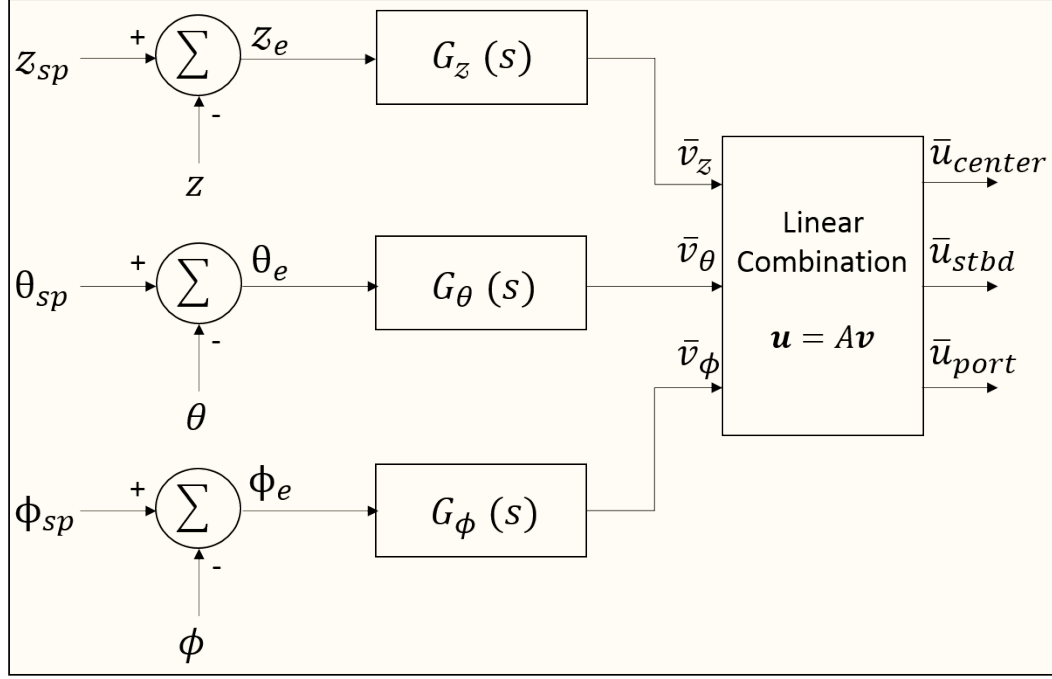 z_sp + ∑ z_e G_z (s)
-
z
v̄_z ū_center
θ_sp + ∑ θ_e G_θ (s) v̄_θ Linear Combination ū_stbd
-
u = Av
θ
v̄_ϕ ū_port
ϕ_sp + ∑ ϕ_e G_ϕ (s)
-
ϕ